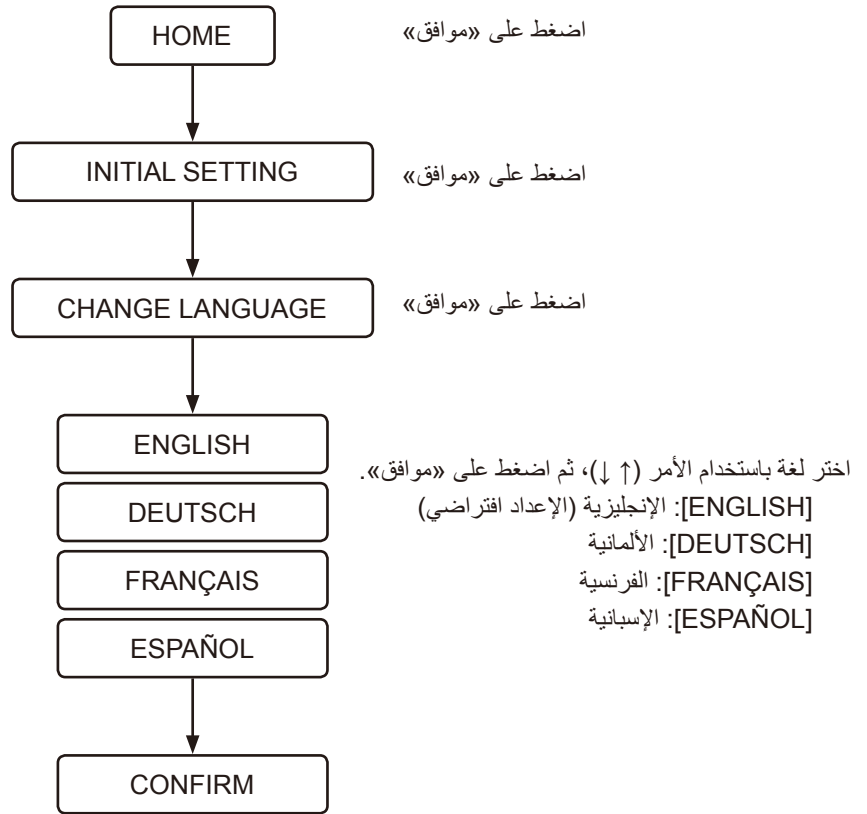 HOME
اضغط على «موافق»
INITIAL SETTING
اضغط على «موافق»
CHANGE LANGUAGE
اضغط على «موافق»
ENGLISH
DEUTSCH
FRANÇAIS
ESPAÑOL
اختر لغة باستخدام الأمر (↑ ↓)، ثم اضغط على «موافق».
[ENGLISH]: الإنجليزية (الإعداد افتراضي)
[DEUTSCH]: الألمانية
[FRANÇAIS]: الفرنسية
[ESPAÑOL]: الإسبانية
CONFIRM